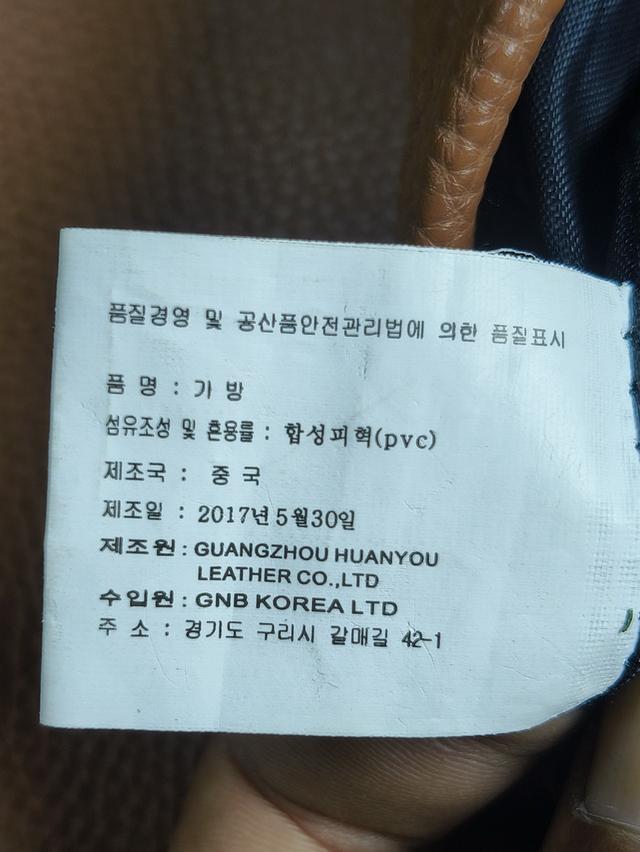 품질경영 및 공산품안전관리법에 의한 품질표시
품 명 : 가 방
섬유조성 및 혼용률 : 합성피혁(pvc)
제조국 : 중 국
제조일 : 2017년 5월30일
제조원 : GUANGZHOU HUANYOU
LEATHER CO.,LTD
수입원 : GNB KOREA LTD
주 소 : 경기도 구리시 갈매길 42-1